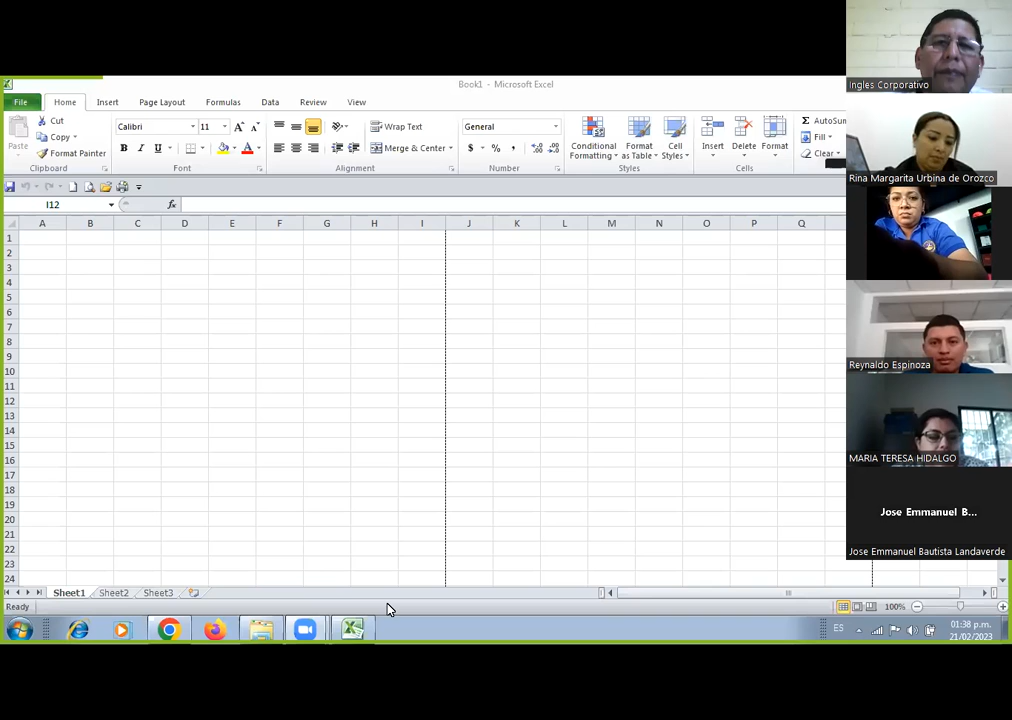 Book1 - Microsoft Excel
File Home Insert Page Layout Formulas Data Review View
Cut
Copy
Format Painter
Paste
Clipboard
Calibri 11
B I U
Font
Wrap Text
Merge & Center
Alignment
General
$ % ,
Number
Conditional Formatting
Format as Table
Cell Styles
Styles
Insert
Delete
Format
Cells
AutoSum
Fill
Clear
I12
fx
A B C D E F G H I J K L M N O P Q
1
2
3
4
5
6
7
8
9
10
11
12
13
14
15
16
17
18
19
20
21
22
23
24
Sheet1 Sheet2 Sheet3
Ready
100%
ES
01:38 p.m.
21/02/2023
Ingles Corporativo
Rina Margarita Urbina de Orozco
Reynaldo Espinoza
MARIA TERESA HIDALGO
Jose Emmanuel B...
Jose Emmanuel Bautista Landaverde